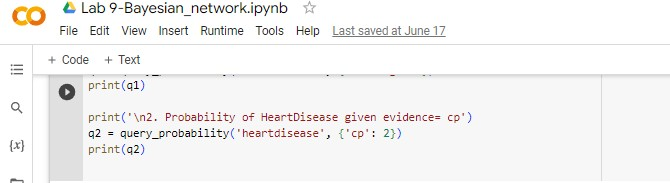 Lab 9-Bayesian_network.ipynb
File Edit View Insert Runtime Tools Help Last saved at June 17
+ Code + Text
print(q1)
print('\n2. Probability of HeartDisease given evidence= cp')
q2 = query_probability('heartdisease', {'cp': 2})
print(q2)
{x}